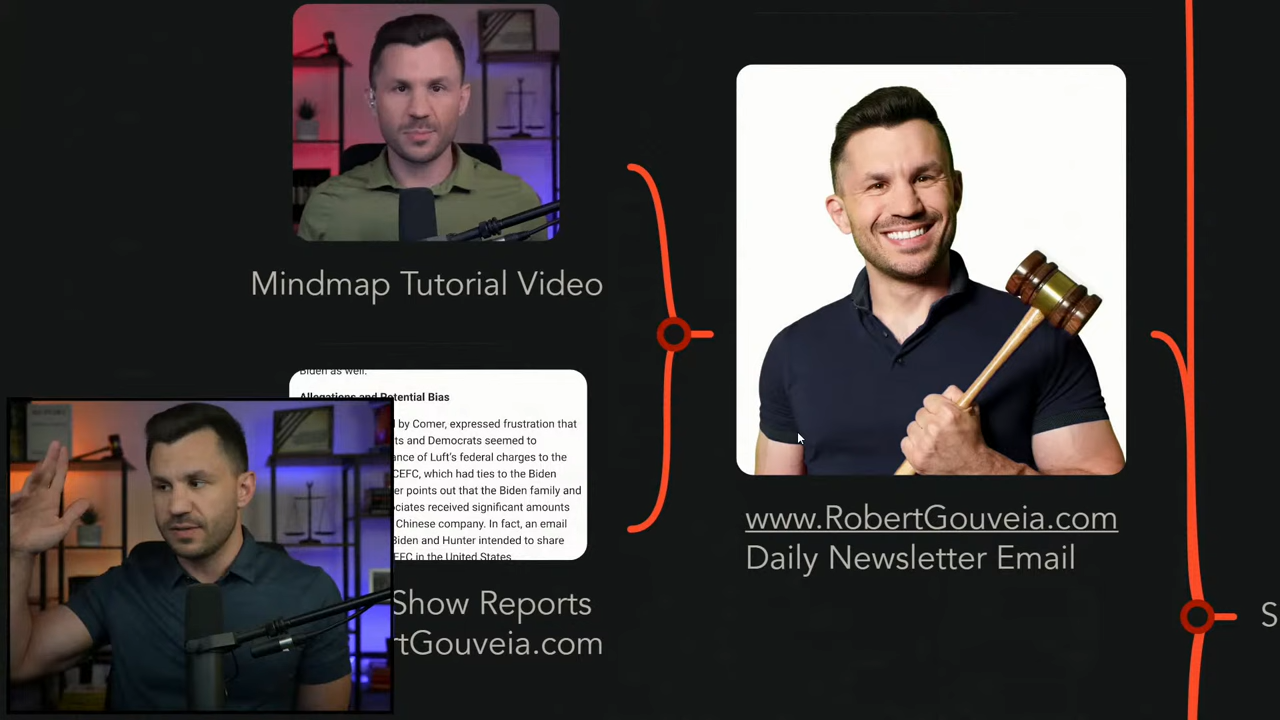 Mindmap Tutorial Video
Biden as well.
Allegations and Potential Bias
by Comer, expressed frustration that
ts and Democrats seemed to
ance of Luft's federal charges to the
CEFC, which had ties to the Biden
er points out that the Biden family and
ciates received significant amounts
Chinese company. In fact, an email
Biden and Hunter intended to share
EFC in the United States.
Show Reports
rtGouveia.com
www.RobertGouveia.com
Daily Newsletter Email
S